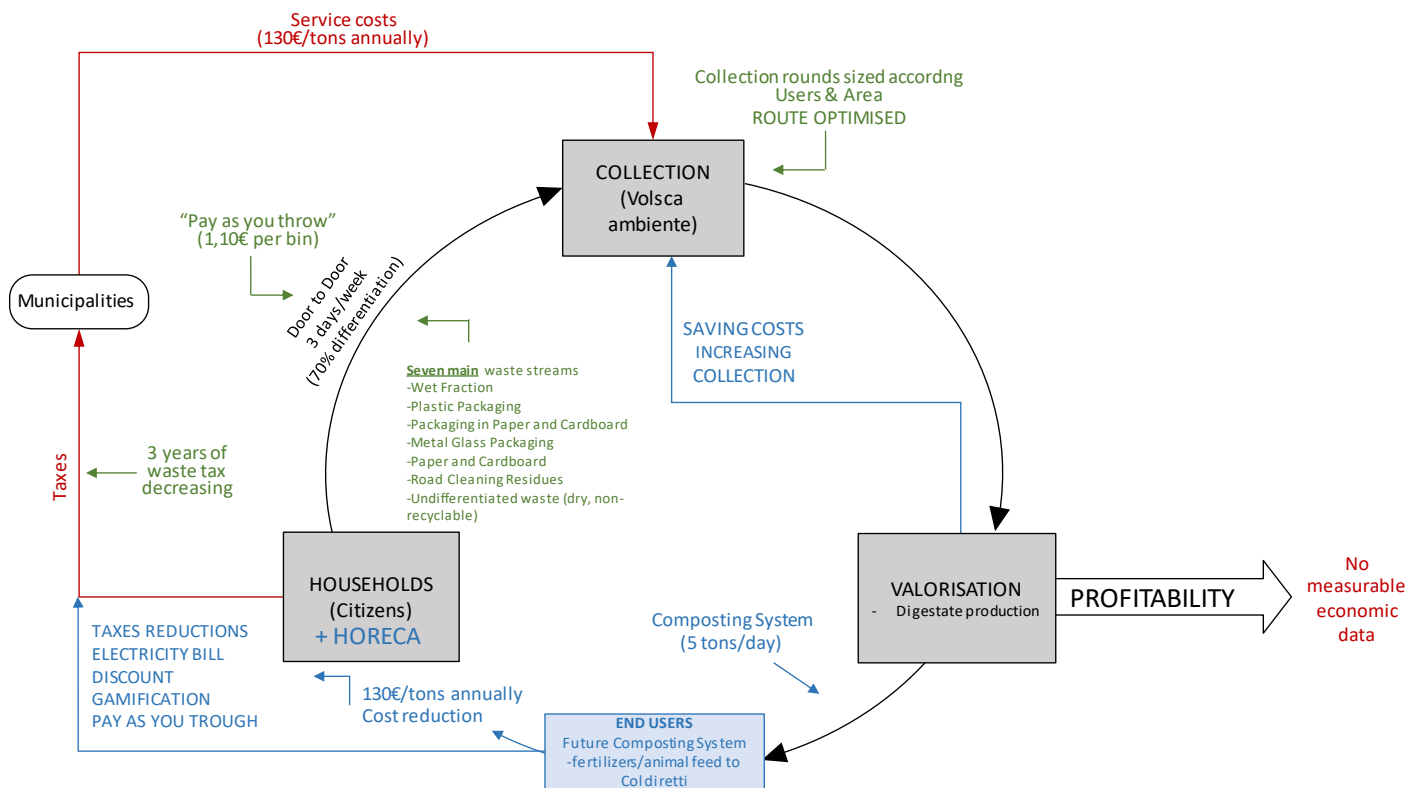 Service costs
(130€/tons annually)
Collection rounds sized accordng
Users & Area
ROUTE OPTIMISED
COLLECTION
(Volsca
ambiente)
“Pay as you throw”
(1,10€ per bin)
Door to Door
3 days/week
(70% differentiation)
Municipalities
SAVING COSTS
INCREASING
COLLECTION
Seven main waste streams
-Wet Fraction
-Plastic Packaging
-Packaging in Paper and Cardboard
-Metal Glass Packaging
-Paper and Cardboard
-Road Cleaning Residues
-Undifferentiated waste (dry, non-
recyclable)
Taxes
3 years of
waste tax
decreasing
HOUSEHOLDS
(Citizens)
+ HORECA
VALORISATION
- Digestate production
PROFITABILITY
No
measurable
economic
data
TAXES REDUCTIONS
ELECTRICITY BILL
DISCOUNT
GAMIFICATION
PAY AS YOU TROUGH
130€/tons annually
Cost reduction
Composting System
(5 tons/day)
END USERS
Future Composting System
-fertilizers/animal feed to
Coldiretti